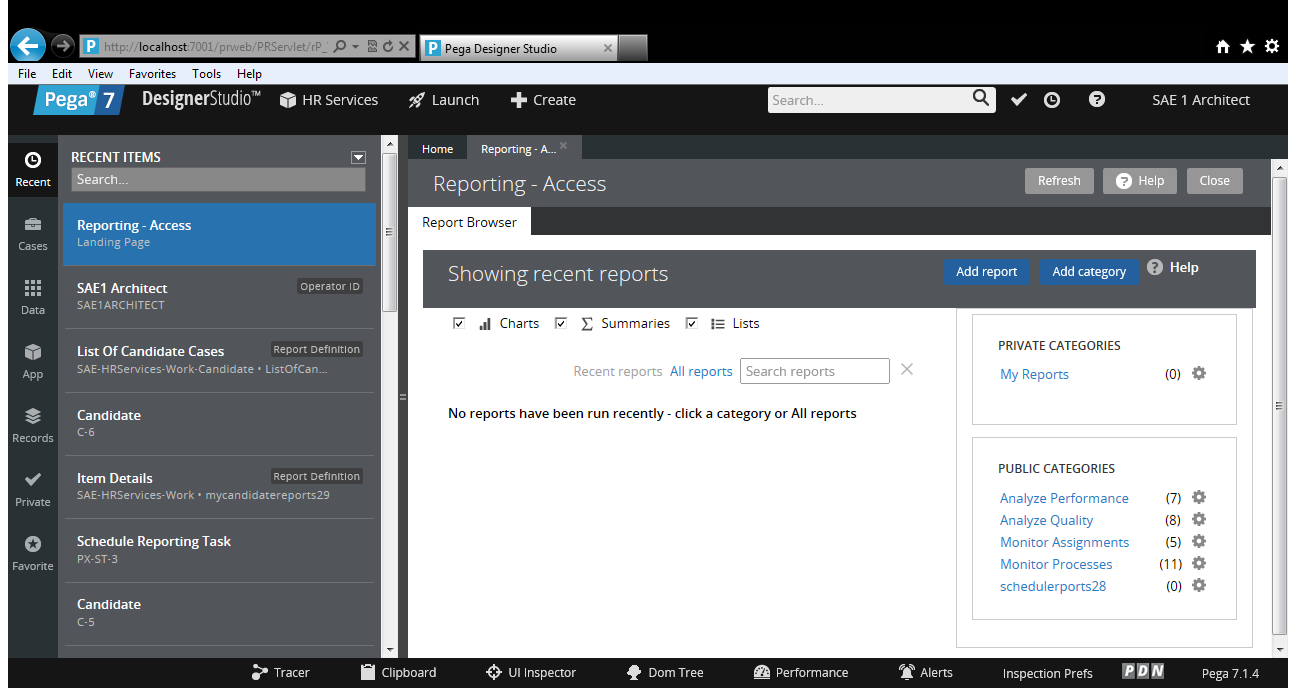 http://localhost:7001/prweb/PRServlet/rP_
Pega Designer Studio
File Edit View Favorites Tools Help
Pega® 7 DesignerStudio™ HR Services Launch Create Search... SAE 1 Architect
Recent
Cases
Data
App
Records
Private
Favorite
RECENT ITEMS
Search...
Reporting - Access
Landing Page
SAE1 Architect Operator ID
SAE1ARCHITECT
List Of Candidate Cases Report Definition
SAE-HRServices-Work-Candidate • ListOfCan...
Candidate
C-6
Item Details Report Definition
SAE-HRServices-Work • mycandidatereports29
Schedule Reporting Task
PX-ST-3
Candidate
C-5
Home Reporting - A...
Reporting - Access Refresh Help Close
Report Browser
Showing recent reports Add report Add category Help
Charts Summaries Lists
Recent reports All reports Search reports
No reports have been run recently - click a category or All reports
PRIVATE CATEGORIES
My Reports (0)
PUBLIC CATEGORIES
Analyze Performance (7)
Analyze Quality (8)
Monitor Assignments (5)
Monitor Processes (11)
schedulerports28 (0)
Tracer Clipboard UI Inspector Dom Tree Performance Alerts Inspection Prefs PDN Pega 7.1.4